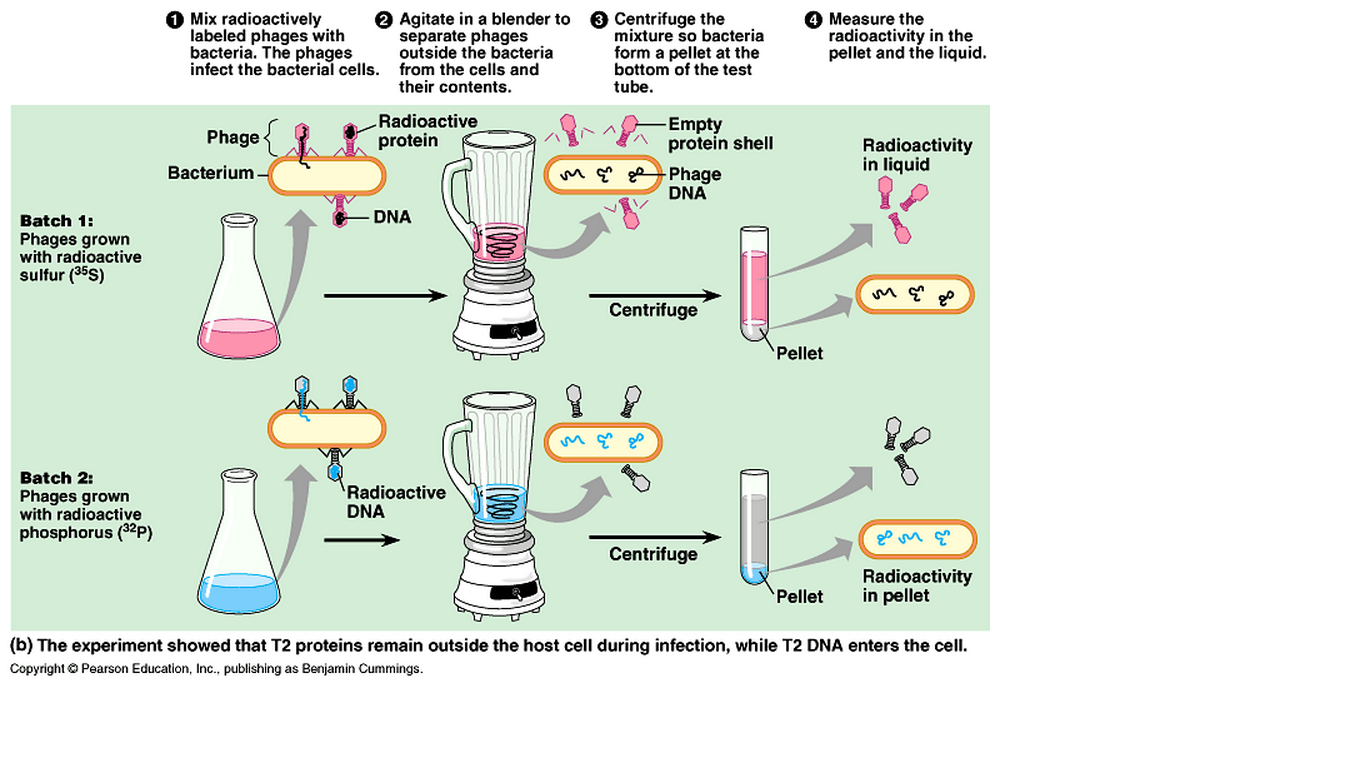 1 Mix radioactively
labeled phages with
bacteria. The phages
infect the bacterial cells.
2 Agitate in a blender to
separate phages
outside the bacteria
from the cells and
their contents.
3 Centrifuge the
mixture so bacteria
form a pellet at the
bottom of the test
tube.
4 Measure the
radioactivity in the
pellet and the liquid.
Phage
Radioactive
protein
Bacterium
DNA
Empty
protein shell
Phage
DNA
Radioactivity
in liquid
Batch 1:
Phages grown
with radioactive
sulfur (³⁵S)
Centrifuge
Pellet
Batch 2:
Phages grown
with radioactive
phosphorus (³²P)
Radioactive
DNA
Centrifuge
Pellet
Radioactivity
in pellet
(b) The experiment showed that T2 proteins remain outside the host cell during infection, while T2 DNA enters the cell.
Copyright © Pearson Education, Inc., publishing as Benjamin Cummings.